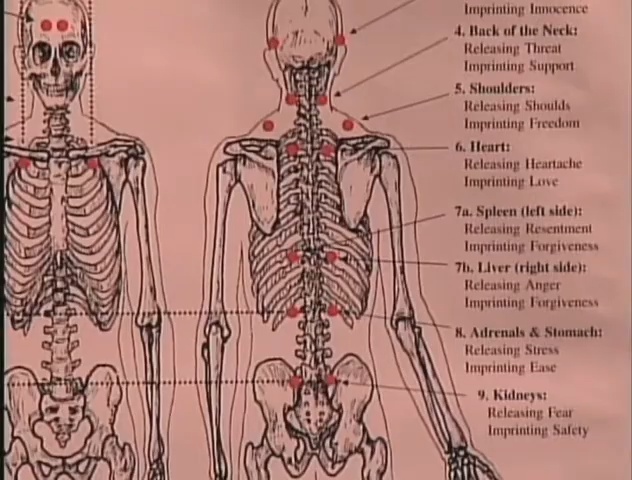 Imprinting Innocence
4. Back of the Neck:
Releasing Threat
Imprinting Support
5. Shoulders:
Releasing Shoulds
Imprinting Freedom
6. Heart:
Releasing Heartache
Imprinting Love
7a. Spleen (left side):
Releasing Resentment
Imprinting Forgiveness
7b. Liver (right side):
Releasing Anger
Imprinting Forgiveness
8. Adrenals & Stomach:
Releasing Stress
Imprinting Ease
9. Kidneys:
Releasing Fear
Imprinting Safety